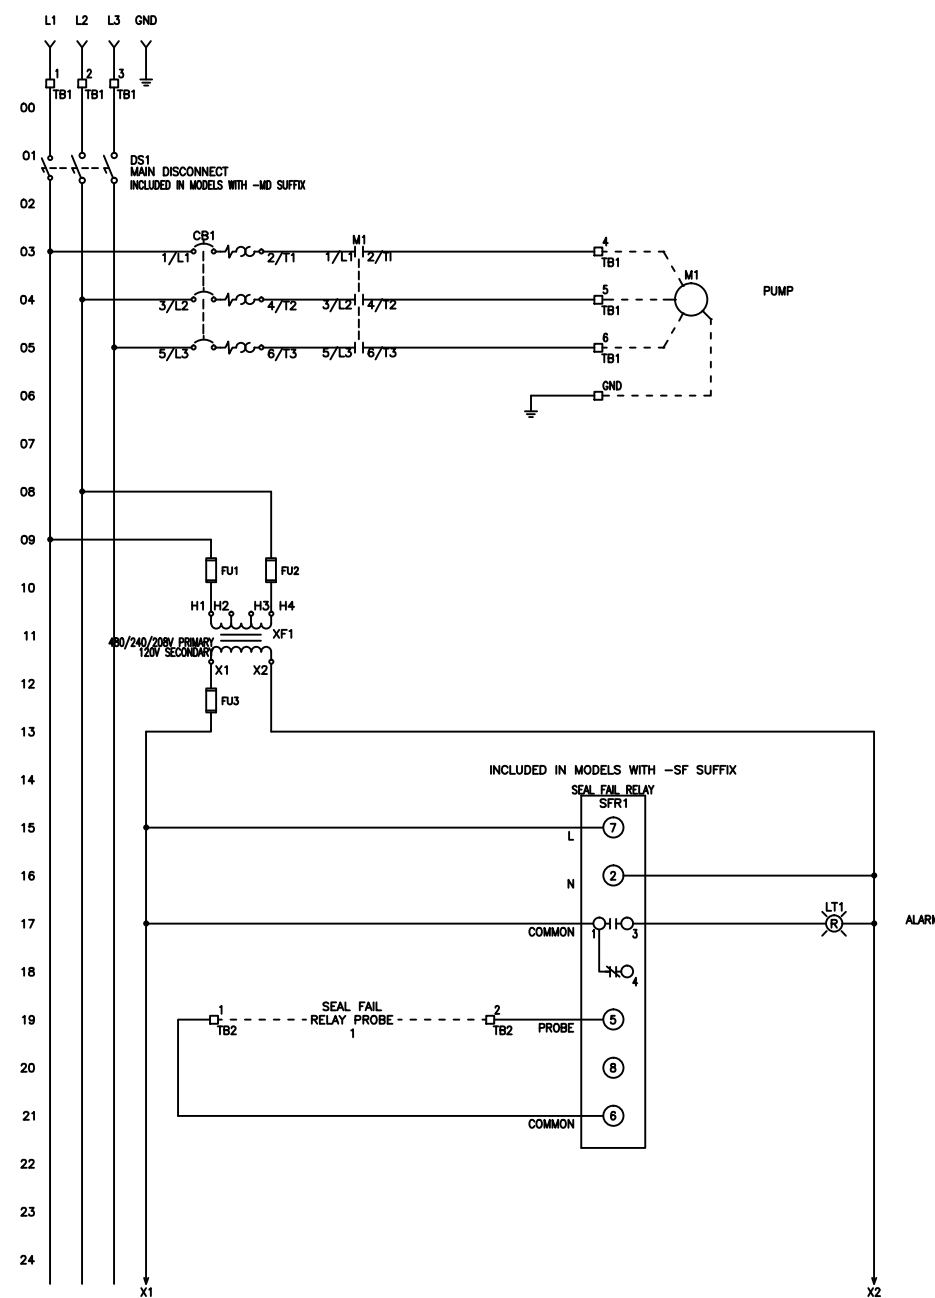 L1 L2 L3 GND
1 2 3
TB1 TB1 TB1
00
01 DS1
MAIN DISCONNECT
INCLUDED IN MODELS WITH -MD SUFFIX
02
CB1 M1 4
03 1/L1 2/T1 1/L1 2/T1 TB1
M1
5 PUMP
04 3/L2 4/T2 3/L2 4/T2 TB1
6
05 5/L3 6/T3 5/L3 6/T3 TB1
GND
06
07
08
09
FU1 FU2
10
H1 H2 H3 H4
11 XF1
480/240/208V PRIMARY
120V SECONDARY
X1 X2
12
FU3
13
INCLUDED IN MODELS WITH -SF SUFFIX
14
SEAL FAIL RELAY
SFR1
15 7
L
16 2
N
LT1
17 R ALARM
COMMON 1 3
18
4
1 SEAL FAIL 2
19 RELAY PROBE 5
TB2 1 TB2 PROBE
20 8
21 6
COMMON
22
23
24
X1 X2